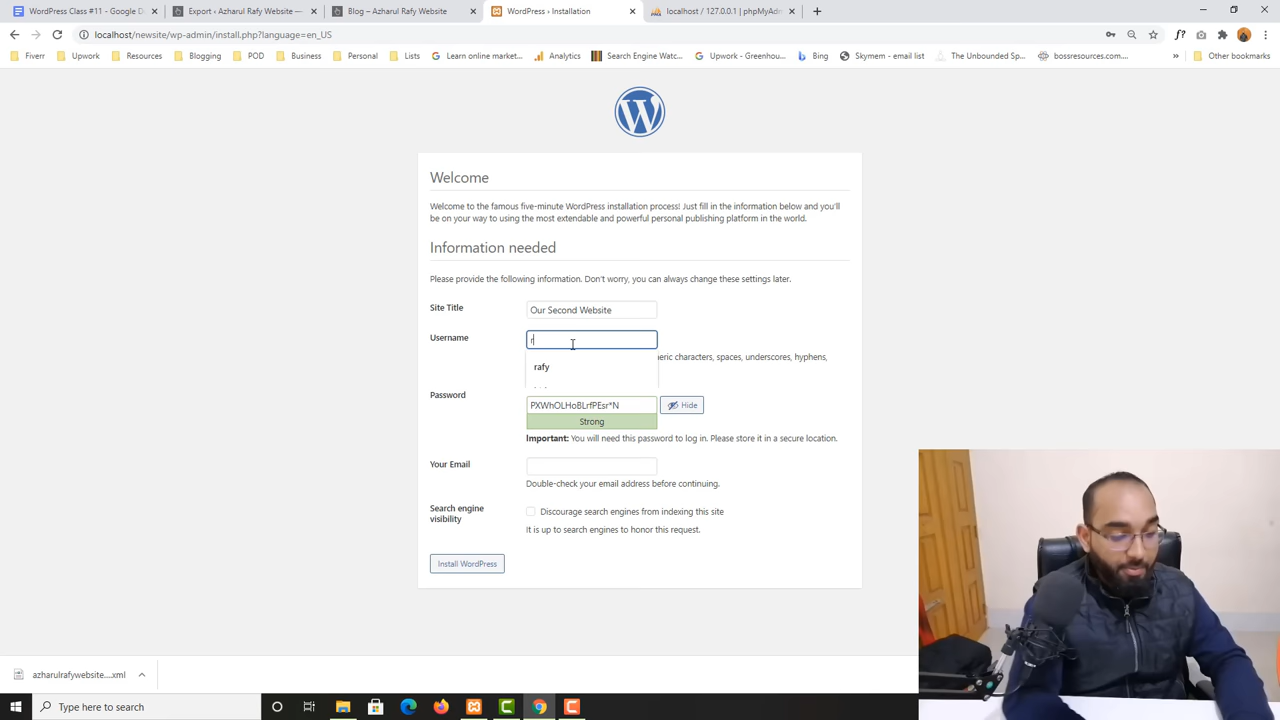 WordPress Class #11 - Google D
Export ‹ Azharul Rafy Website —
Blog – Azharul Rafy Website
WordPress › Installation
localhost / 127.0.0.1 | phpMyAdm
localhost/newsite/wp-admin/install.php?language=en_US
Fiverr
Upwork
Resources
Blogging
POD
Business
Personal
Lists
Learn online market...
Analytics
Search Engine Watc...
Upwork - Greenhou...
Bing
Skymem - email list
The Unbounded Sp...
bossresources.com...
»
Other bookmarks
Welcome
Welcome to the famous five-minute WordPress installation process! Just fill in the information below and you'll
be on your way to using the most extendable and powerful personal publishing platform in the world.
Information needed
Please provide the following information. Don't worry, you can always change these settings later.
Site Title
Our Second Website
Username
r
eric characters, spaces, underscores, hyphens,
rafy
Password
PXWhOLHoBLrfPEsr*N
Hide
Strong
Important: You will need this password to log in. Please store it in a secure location.
Your Email
Double-check your email address before continuing.
Search engine
visibility
Discourage search engines from indexing this site
It is up to search engines to honor this request.
Install WordPress
azharulrafywebsite....xml
Type here to search